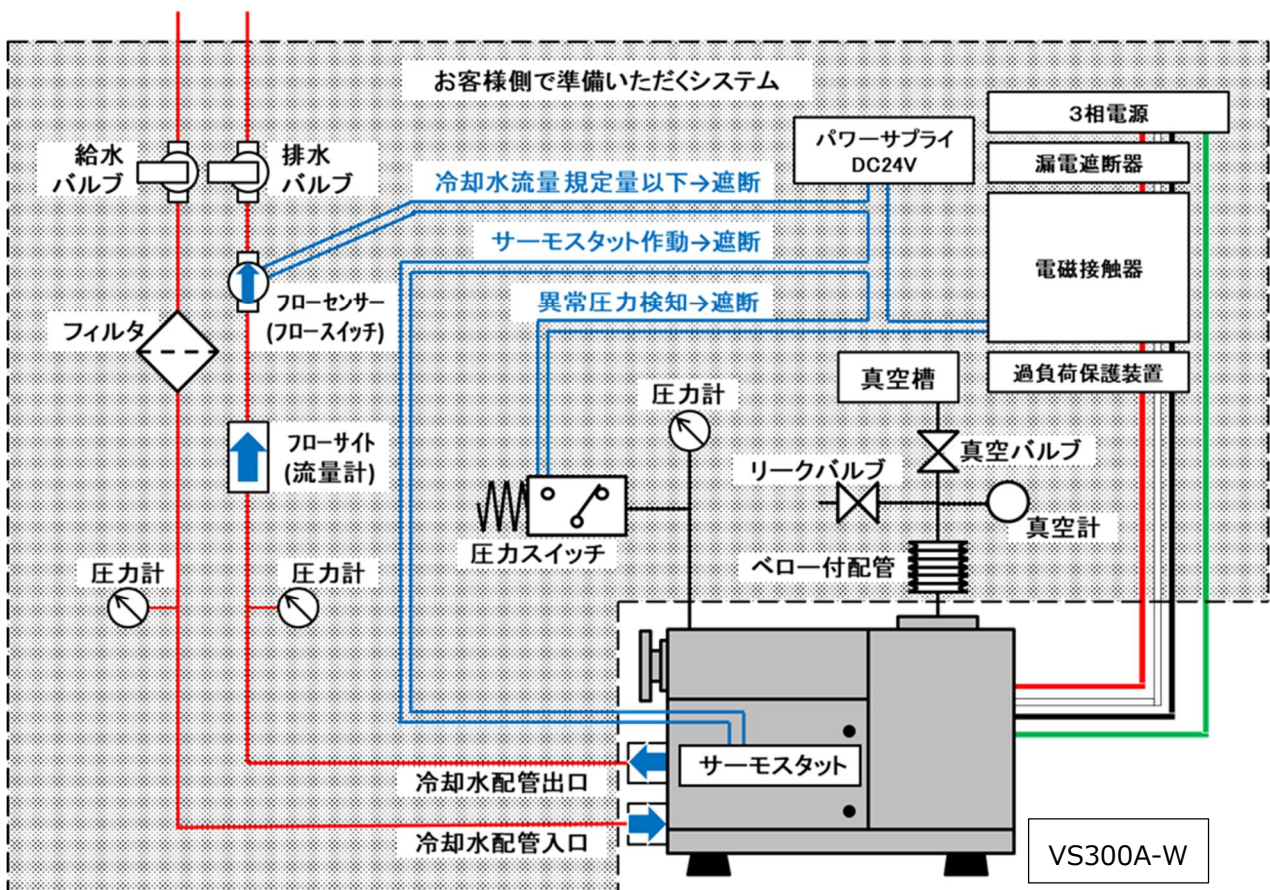 お客様側で準備いただくシステム
3相電源
パワーサプライ
DC24V
漏電遮断器
給水
バルブ
排水
バルブ
冷却水流量規定量以下→遮断
サーモスタット作動→遮断
電磁接触器
異常圧力検知→遮断
フローセンサー
(フロースイッチ)
フィルタ
過負荷保護装置
真空槽
圧力計
フローサイト
(流量計)
真空バルブ
リークバルブ
真空計
圧力スイッチ
ベロー付配管
圧力計
圧力計
サーモスタット
冷却水配管出口
冷却水配管入口
VS300A-W